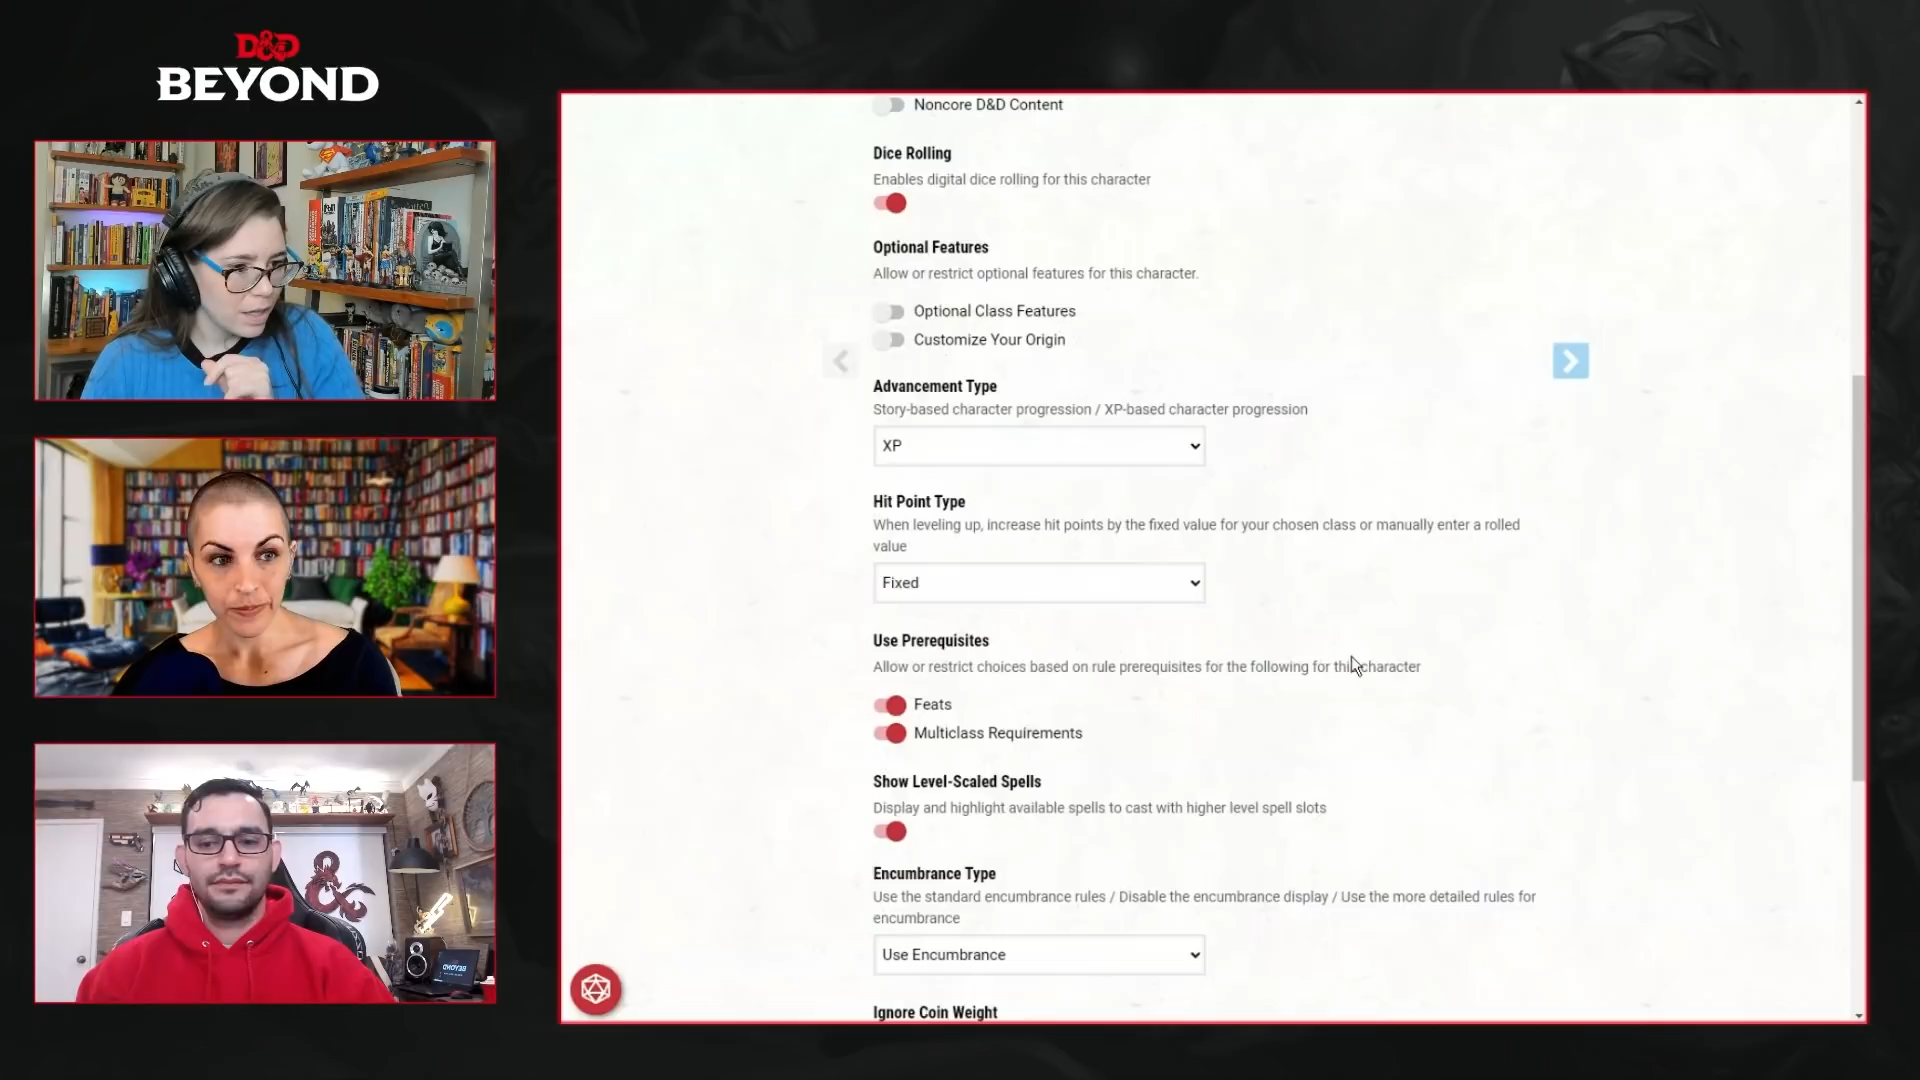 D&D
BEYOND
Noncore D&D Content
Dice Rolling
Enables digital dice rolling for this character
Optional Features
Allow or restrict optional features for this character.
Optional Class Features
Customize Your Origin
Advancement Type
Story-based character progression / XP-based character progression
XP
Hit Point Type
When leveling up, increase hit points by the fixed value for your chosen class or manually enter a rolled
value
Fixed
Use Prerequisites
Allow or restrict choices based on rule prerequisites for the following for this character
Feats
Multiclass Requirements
Show Level-Scaled Spells
Display and highlight available spells to cast with higher level spell slots
Encumbrance Type
Use the standard encumbrance rules / Disable the encumbrance display / Use the more detailed rules for
encumbrance
Use Encumbrance
Ignore Coin Weight